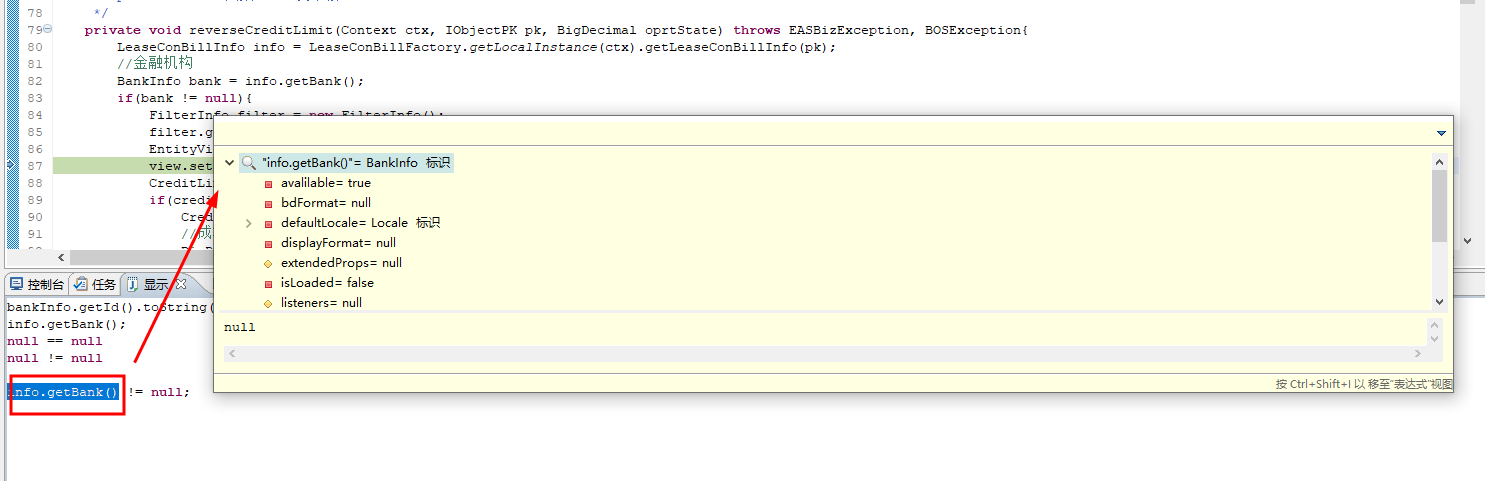 78 */
79 private void reverseCreditLimit(Context ctx, IObjectPK pk, BigDecimal oprtState) throws EASBizException, BOSException{
80 LeaseConBillInfo info = LeaseConBillFactory.getLocalInstance(ctx).getLeaseConBillInfo(pk);
81 //金融机构
82 BankInfo bank = info.getBank();
83 if(bank != null){
84 FilterInfo filter = new FilterInfo();
85 filter.g
86 EntityVi
87 view.set
88 CreditLi
89 if(credi
90 Cred
91 //成
"info.getBank()"= BankInfo 标识
avalilable= true
bdFormat= null
defaultLocale= Locale 标识
displayFormat= null
extendedProps= null
isLoaded= false
listeners= null
null
按 Ctrl+Shift+I 以 移至"表达式"视图
控制台 任务 显示
bankInfo.getId().toString(
info.getBank();
null == null
null != null
info.getBank() != null;